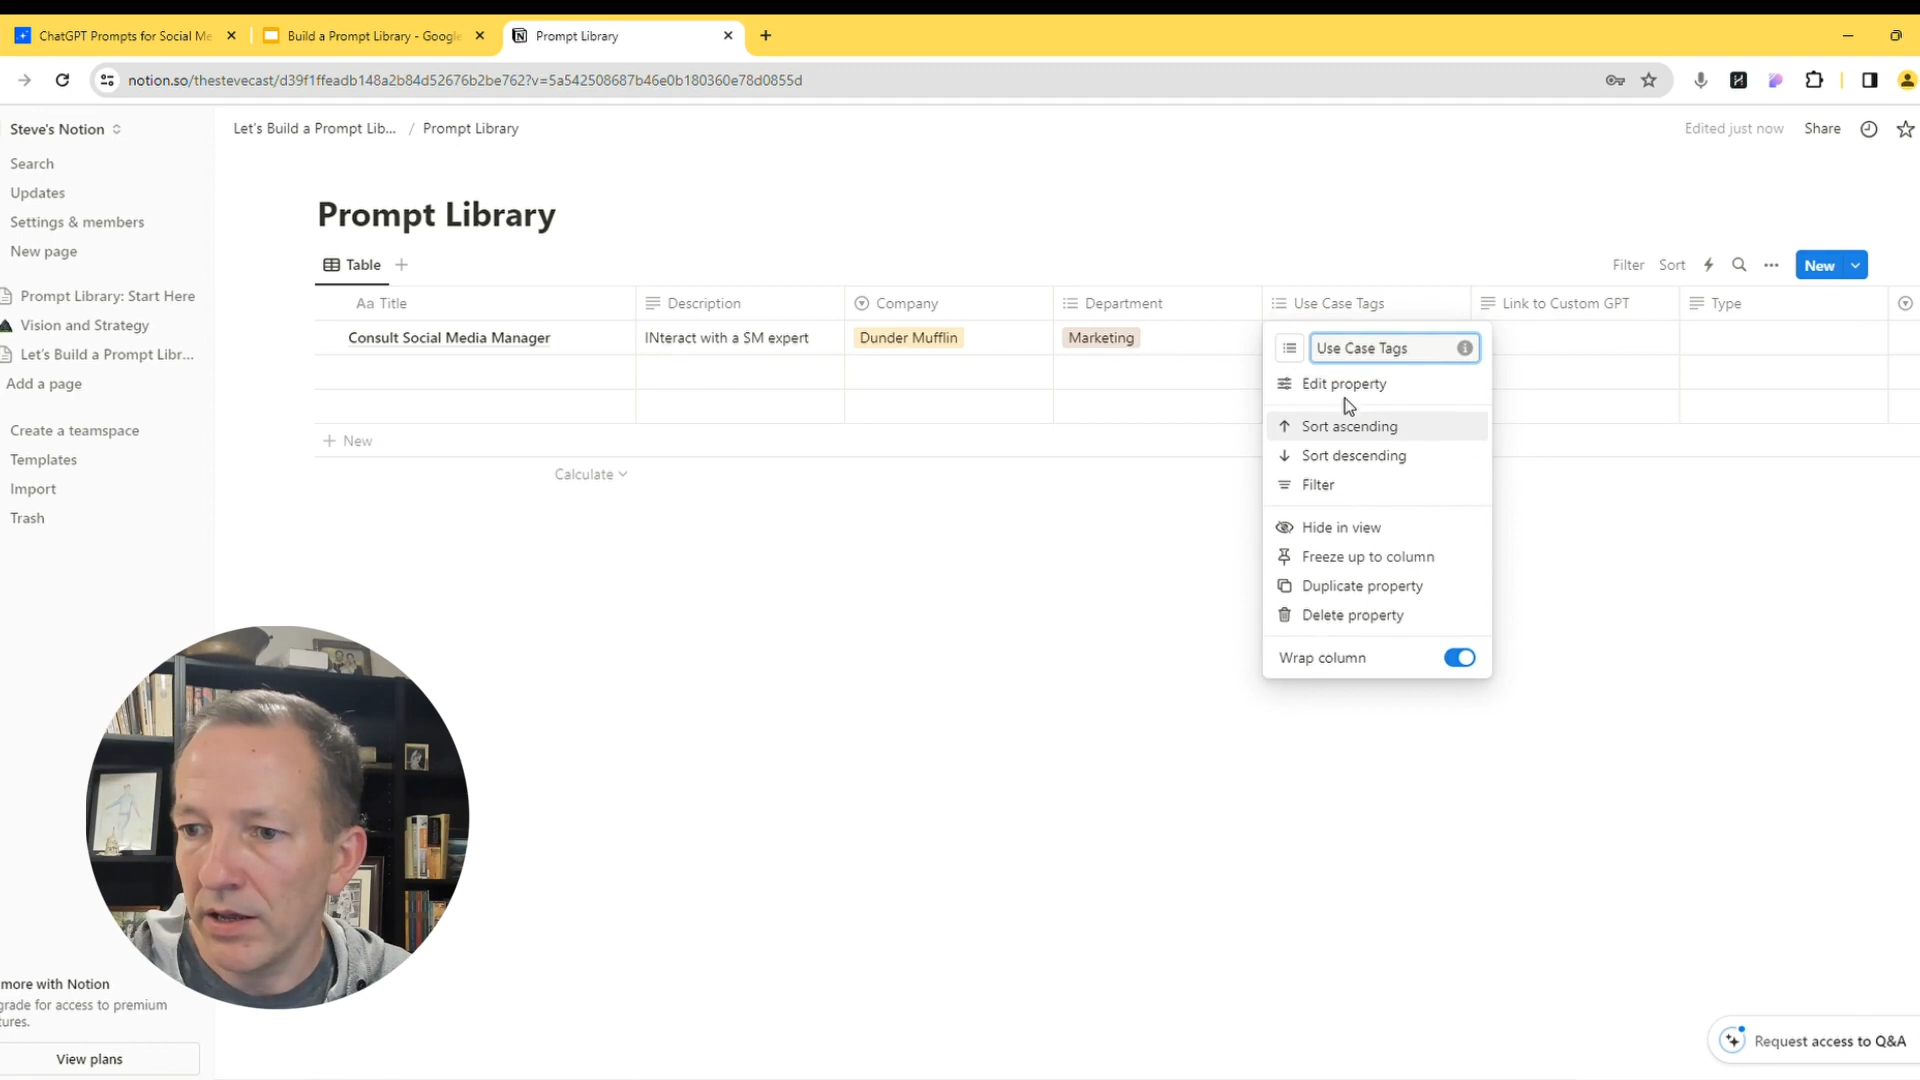 ChatGPT Prompts for Social Me
Build a Prompt Library - Google
Prompt Library
notion.so/thestevecast/d39f1ffeadb148a2b84d52676b2be762?v=5a542508687b46e0b180360e78d0855d
Steve's Notion
Let's Build a Prompt Lib... / Prompt Library
Edited just now
Share
Search
Updates
Settings & members
New page
Prompt Library: Start Here
Vision and Strategy
Let's Build a Prompt Libr...
Add a page
Create a teamspace
Templates
Import
Trash
Prompt Library
Table
Filter
Sort
New
Aa Title
Description
Company
Department
Use Case Tags
Link to Custom GPT
Type
Consult Social Media Manager
INteract with a SM expert
Dunder Mufflin
Marketing
New
Calculate
Use Case Tags
Edit property
Sort ascending
Sort descending
Filter
Hide in view
Freeze up to column
Duplicate property
Delete property
Wrap column
more with Notion
grade for access to premium
tures.
View plans
Request access to Q&A